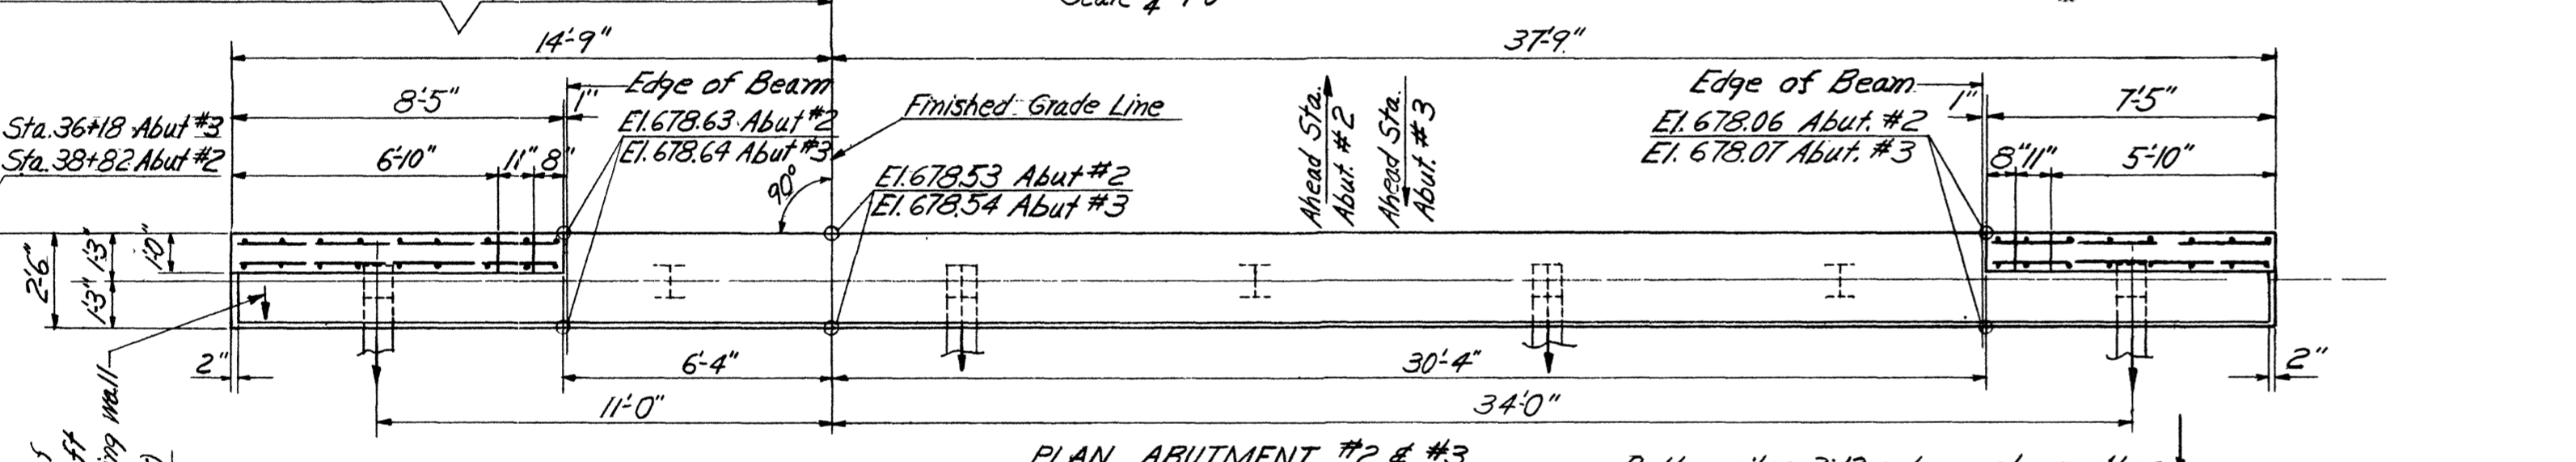 14'-9"
37'-9"
Edge of Beam
Edge of Beam
8'-5"
1"
1"
7'-5"
Finished Grade Line
Sta. 36+18 Abut #3
Sta. 38+82 Abut #2
El. 678.63 Abut #2
El. 678.64 Abut #3
Ahead Sta.
Abut. #2
Ahead Sta.
Abut. #3
El. 678.06 Abut. #2
El. 678.07 Abut. #3
6'-10"
11"
8"
8"
11"
5'-10"
90°
El. 678.53 Abut #2
El. 678.54 Abut #3
2'-6"
1'-3"
1'-3"
1'-0"
2"
6'-4"
30'-4"
2"
11'-0"
34'-0"
wall
PLAN ABUTMENT #2 & #3